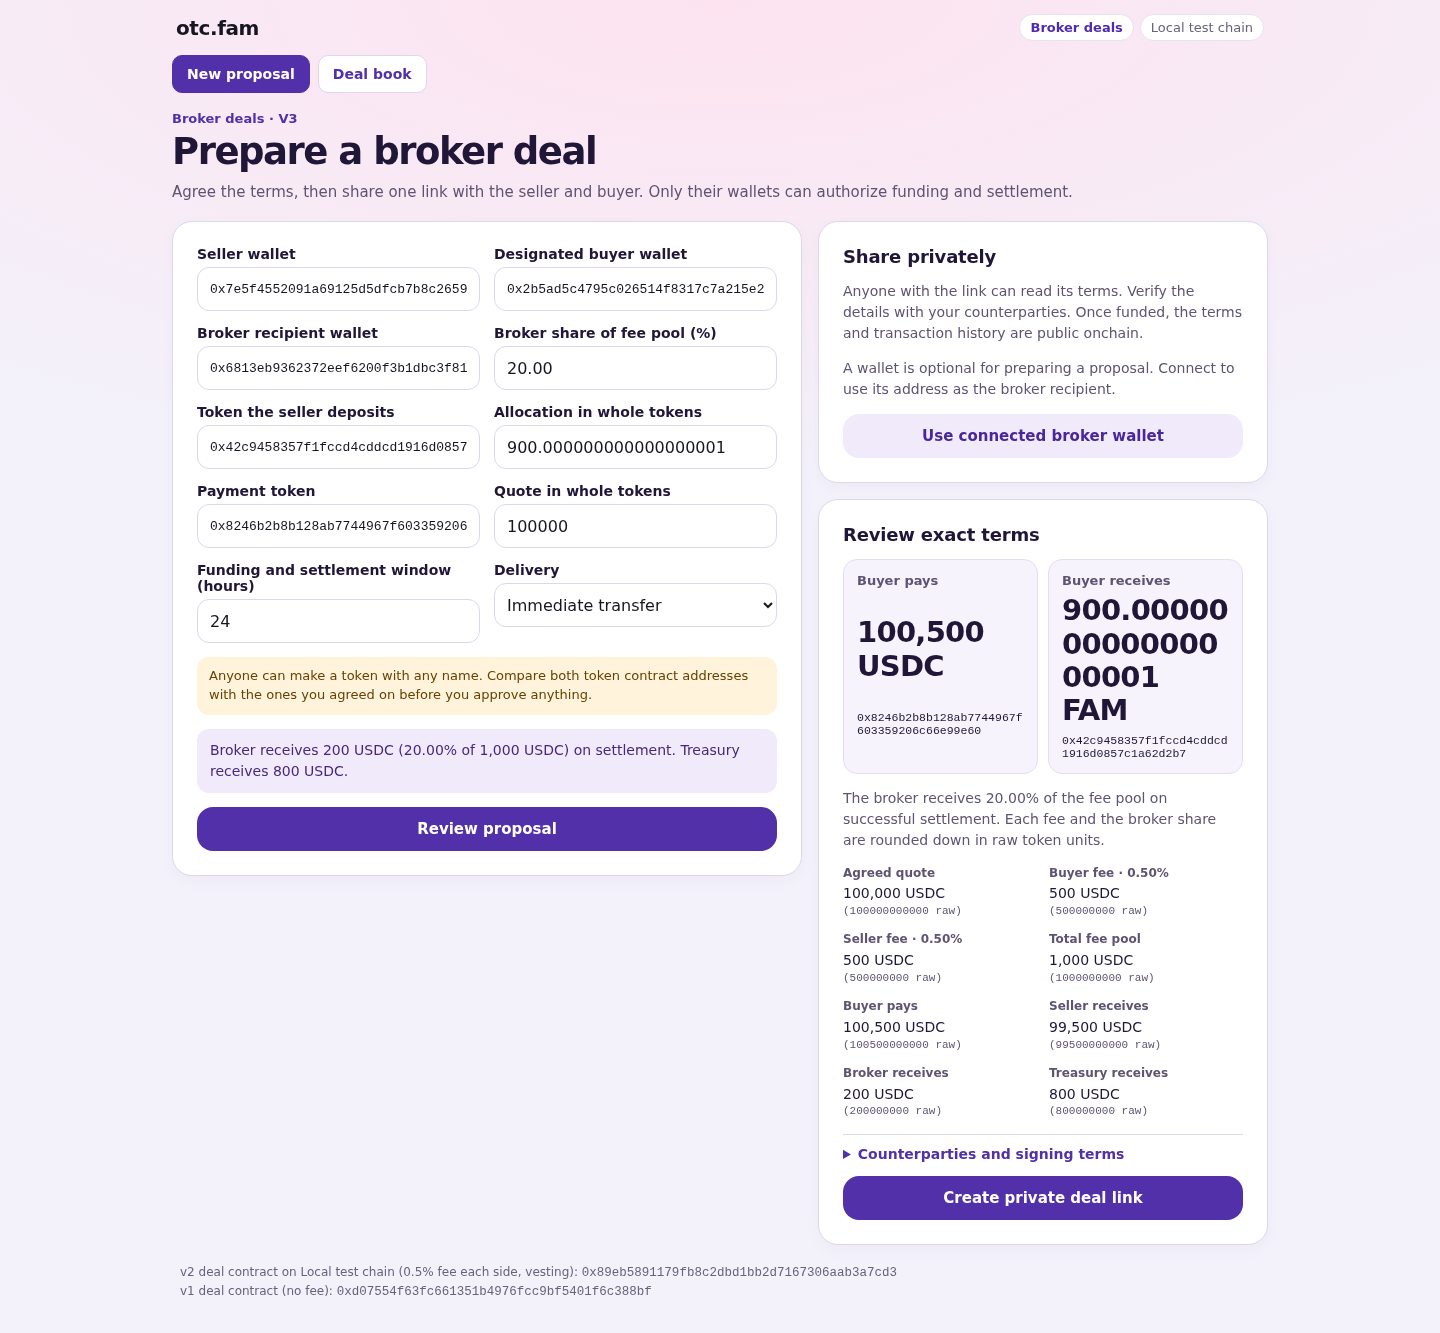 otc.fam
Broker deals
Local test chain
New proposal
Deal book
Broker deals · V3
Prepare a broker deal
Agree the terms, then share one link with the seller and buyer. Only their wallets can authorize funding and settlement.
Seller wallet
0x7e5f4552091a69125d5dfcb7b8c2659
Designated buyer wallet
0x2b5ad5c4795c026514f8317c7a215e2
Broker recipient wallet
0x6813eb9362372eef6200f3b1dbc3f81
Broker share of fee pool (%)
20.00
Token the seller deposits
0x42c9458357f1fccd4cddcd1916d0857
Allocation in whole tokens
900.000000000000000001
Payment token
0x8246b2b8b128ab7744967f603359206
Quote in whole tokens
100000
Funding and settlement window
(hours)
24
Delivery
Immediate transfer
Anyone can make a token with any name. Compare both token contract addresses
with the ones you agreed on before you approve anything.
Broker receives 200 USDC (20.00% of 1,000 USDC) on settlement. Treasury
receives 800 USDC.
Review proposal
Share privately
Anyone with the link can read its terms. Verify the
details with your counterparties. Once funded, the terms
and transaction history are public onchain.
A wallet is optional for preparing a proposal. Connect to
use its address as the broker recipient.
Use connected broker wallet
Review exact terms
Buyer pays
100,500
USDC
0x8246b2b8b128ab7744967f
603359206c66e99e60
Buyer receives
900.00000
00000000
00001
FAM
0x42c9458357f1fccd4cddcd
1916d0857c1a62d2b7
The broker receives 20.00% of the fee pool on
successful settlement. Each fee and the broker share
are rounded down in raw token units.
Agreed quote
100,000 USDC
(100000000000 raw)
Buyer fee · 0.50%
500 USDC
(500000000 raw)
Seller fee · 0.50%
500 USDC
(500000000 raw)
Total fee pool
1,000 USDC
(1000000000 raw)
Buyer pays
100,500 USDC
(100500000000 raw)
Seller receives
99,500 USDC
(99500000000 raw)
Broker receives
200 USDC
(200000000 raw)
Treasury receives
800 USDC
(800000000 raw)
Counterparties and signing terms
Create private deal link
v2 deal contract on Local test chain (0.5% fee each side, vesting): 0x89eb5891179fb8c2dbd1bb2d7167306aab3a7cd3
v1 deal contract (no fee): 0xd07554f63fc661351b4976fcc9bf5401f6c388bf